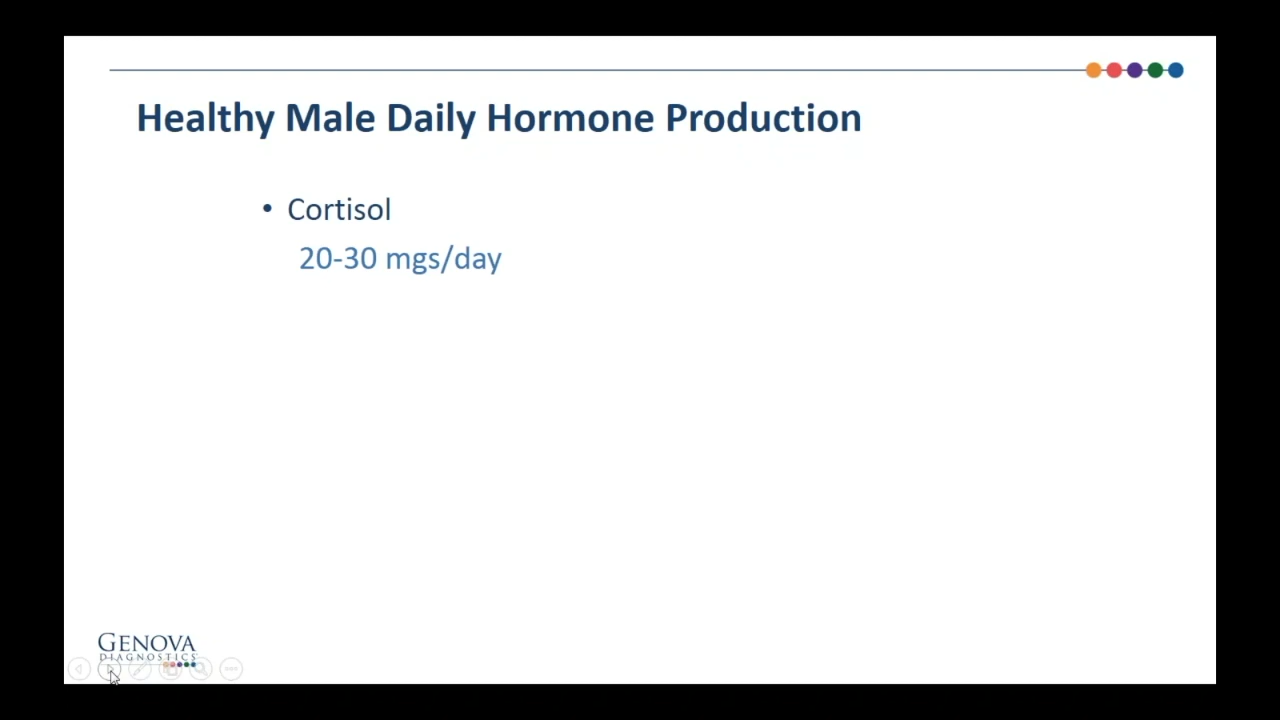 Healthy Male Daily Hormone Production
• Cortisol
20-30 mgs/day
GENOVA
DIAGNOSTICS